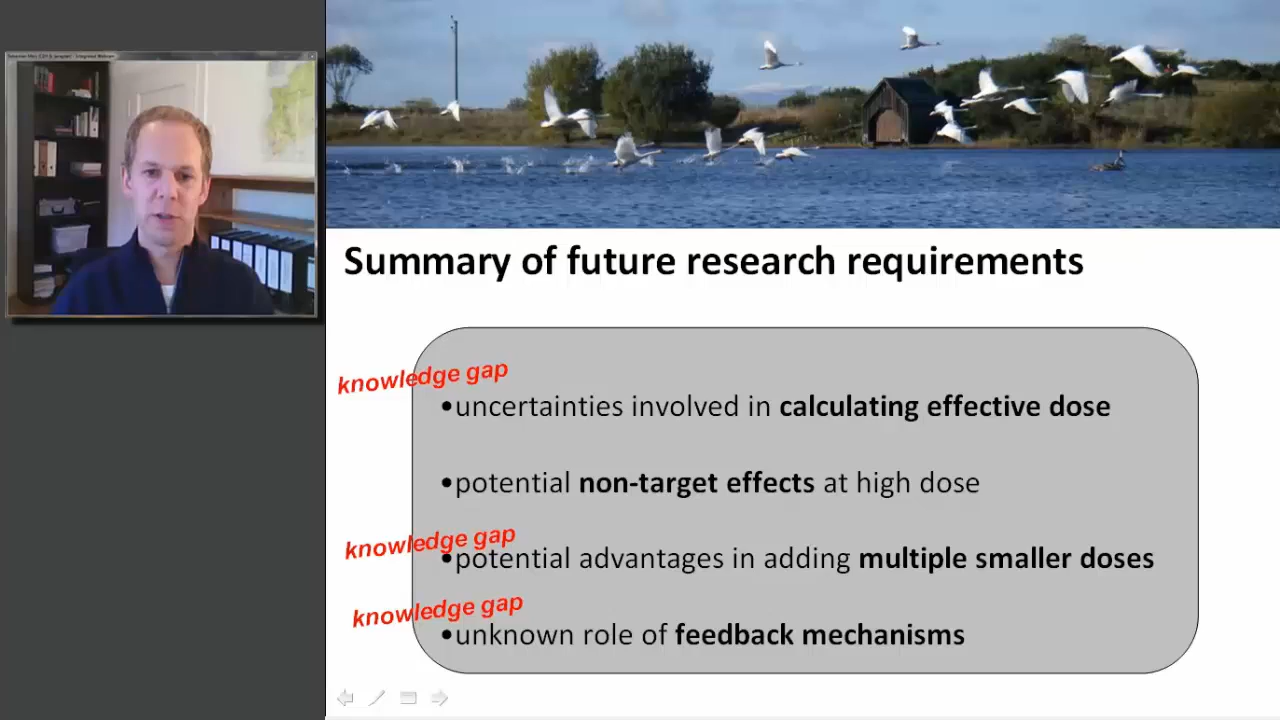 Summary of future research requirements
knowledge gap
•uncertainties involved in calculating effective dose
•potential non-target effects at high dose
knowledge gap
•potential advantages in adding multiple smaller doses
knowledge gap
•unknown role of feedback mechanisms